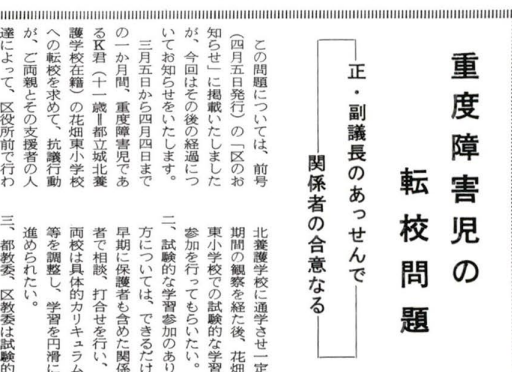 重度障害児の
転校問題
正・副議長のあっせんで
関係者の合意なる
この問題については、前号
(四月五日発行)の「区のお
知らせ」に掲載いたしました
が、今回はその後の経過につ
いてお知らせをいたします。
三月五日から四月四日まで
の一か月間、重度障害児であ
るK君(十一歳=都立城北養
護学校在籍)の花畑東小学校
への転校を求めて、抗議行動
が、ご両親とその支援者の人
達によって、区役所前で行わ
北養護学校に通学させ一定
期間の観察を経た後、花畑
東小学校での試験的な学習
参加を行ってもらいたい。
二、試験的な学習参加のあり
方については、できるだけ
早期に保護者も含めた関係
者で相談、打合せを行い、
両校は具体的カリキュラム
等を調整し、学習を円滑に
進められたい。
三、都教委、区教委は試験的